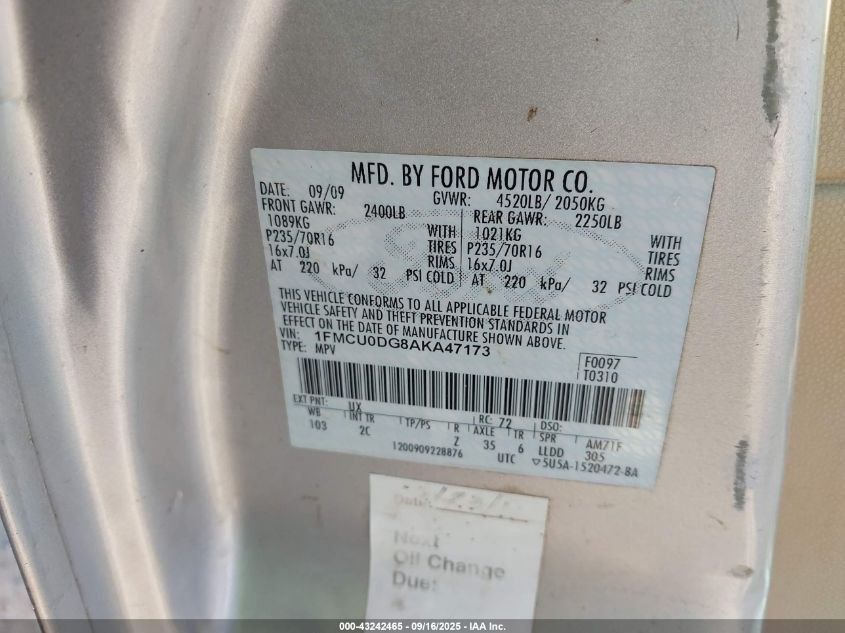 MFD. BY FORD MOTOR CO.
DATE: 09/09 GVWR: 4520LB/ 2050KG
FRONT GAWR: 2400LB REAR GAWR: 2250LB
1089KG WITH 1021KG WITH
P235/70R16 TIRES P235/70R16 TIRES
16x7.0J RIMS 16x7.0J RIMS
AT 220 kPa/ 32 PSI COLD AT 220 kPa/ 32 PSI COLD
THIS VEHICLE CONFORMS TO ALL APPLICABLE FEDERAL MOTOR
VEHICLE SAFETY AND THEFT PREVENTION STANDARDS IN
EFFECT ON THE DATE OF MANUFACTURE SHOWN ABOVE.
VIN: 1FMCU0DG8AKA47173
TYPE: MPV
F0097
T0310
EXT PNT: UX RC: 72 DSO:
WB INT TR TP/PS R AXLE TR SPR AM71F
103 2C Z 35 6 LLDD 305
1200909228876 UTC ▽5U5A-1520472-BA
Date:
Next
Oil Change
Due:
000-43242465 - 09/16/2025 - IAA Inc.